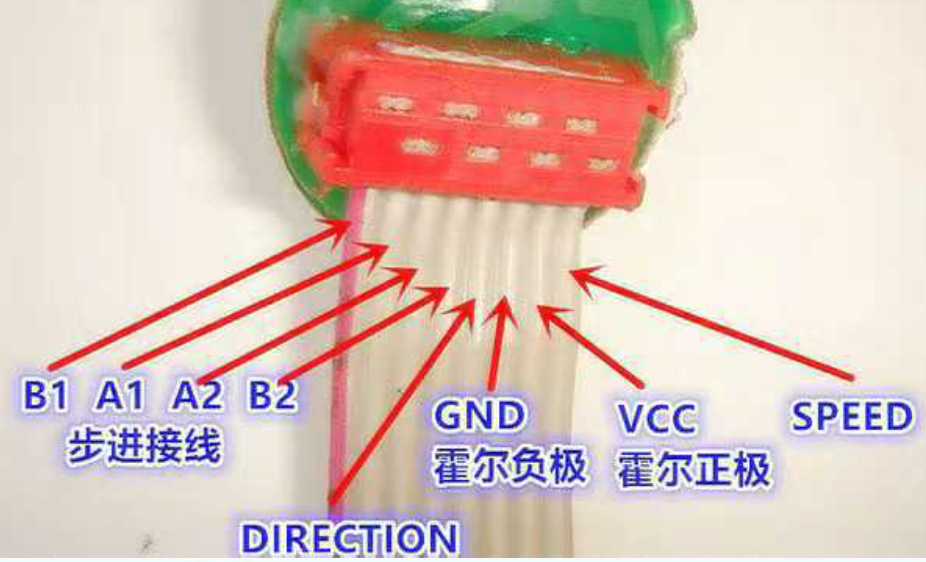 B1 A1 A2 B2
步进接线
GND
霍尔负极
VCC
霍尔正极
SPEED
DIRECTION